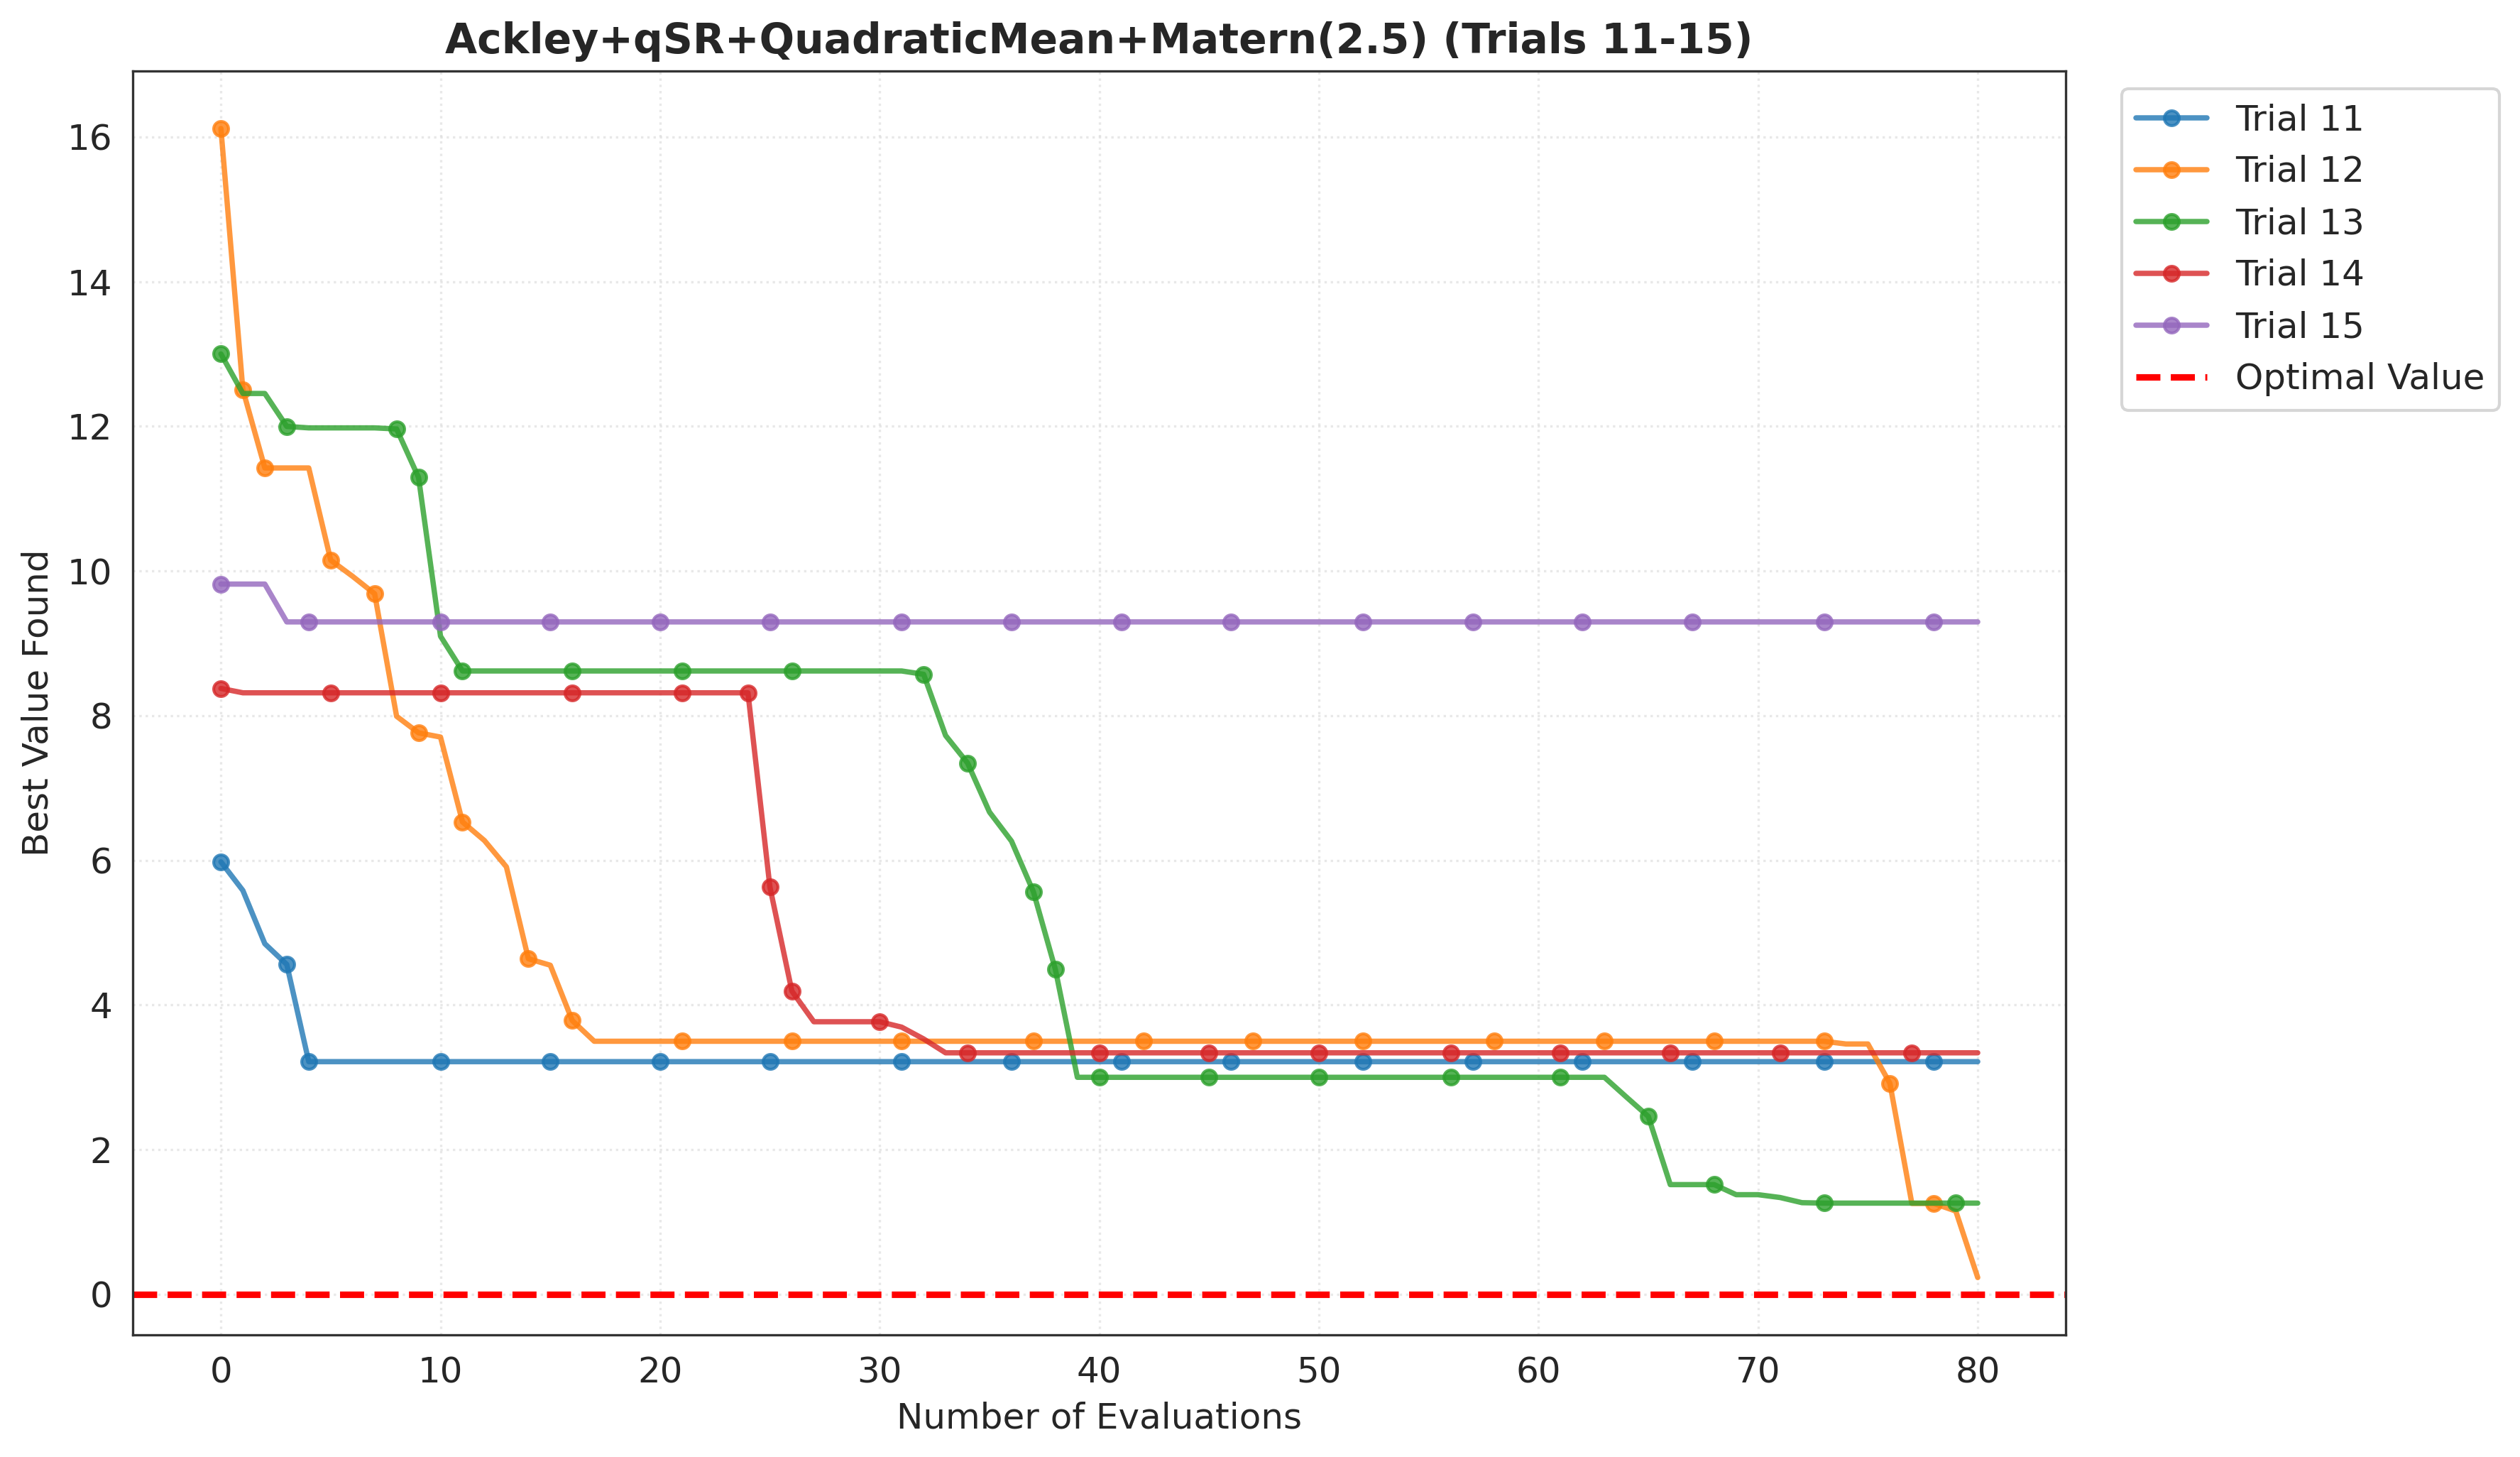 Ackley+qSR+QuadraticMean+Matern(2.5) (Trials 11-15)
Trial 11
Trial 12
Trial 13
Trial 14
Trial 15
Optimal Value
Best Value Found
16
14
12
10
8
6
4
2
0
0 10 20 30 40 50 60 70 80
Number of Evaluations